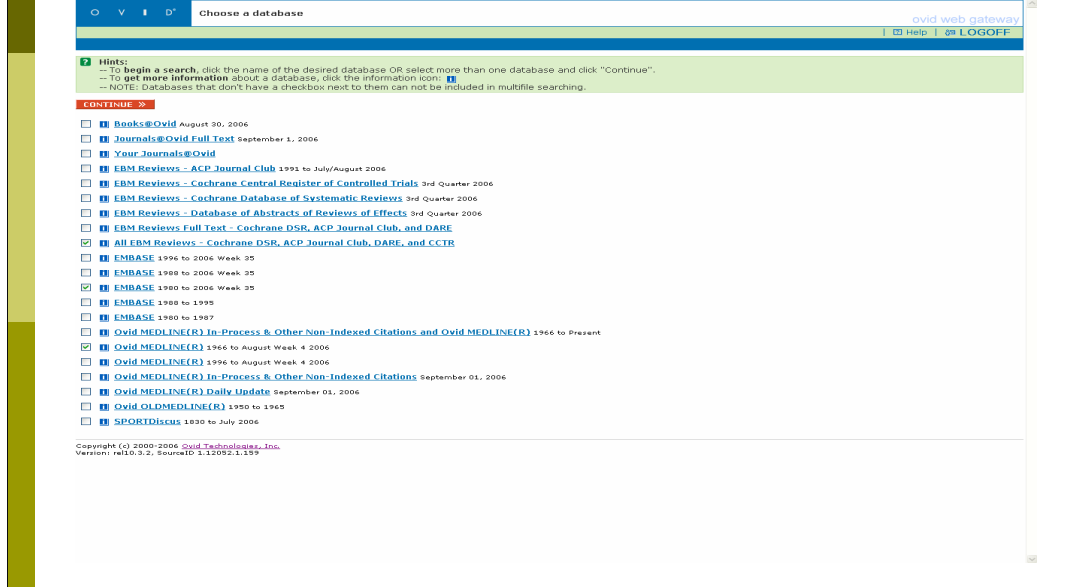 O V I D Choose a database
ovid web gateway
| Help | LOGOFF
Hints:
-- To begin a search, click the name of the desired database OR select more than one database and click "Continue".
-- To get more information about a database, click the information icon:
-- NOTE: Databases that don't have a checkbox next to them can not be included in multifile searching.
CONTINUE »
Books@Ovid August 30, 2006
Journals@Ovid Full Text September 1, 2006
Your Journals@Ovid
EBM Reviews - ACP Journal Club 1991 to July/August 2006
EBM Reviews - Cochrane Central Register of Controlled Trials 3rd Quarter 2006
EBM Reviews - Cochrane Database of Systematic Reviews 3rd Quarter 2006
EBM Reviews - Database of Abstracts of Reviews of Effects 3rd Quarter 2006
EBM Reviews Full Text - Cochrane DSR, ACP Journal Club, and DARE
All EBM Reviews - Cochrane DSR, ACP Journal Club, DARE, and CCTR
EMBASE 1996 to 2006 Week 35
EMBASE 1988 to 2006 Week 35
EMBASE 1980 to 2006 Week 35
EMBASE 1988 to 1995
EMBASE 1980 to 1987
Ovid MEDLINE(R) In-Process & Other Non-Indexed Citations and Ovid MEDLINE(R) 1966 to Present
Ovid MEDLINE(R) 1966 to August Week 4 2006
Ovid MEDLINE(R) 1996 to August Week 4 2006
Ovid MEDLINE(R) In-Process & Other Non-Indexed Citations September 01, 2006
Ovid MEDLINE(R) Daily Update September 01, 2006
Ovid OLDMEDLINE(R) 1950 to 1965
SPORTDiscus 1830 to July 2006
Copyright (c) 2000-2006 Ovid Technologies, Inc.
Version: rel10.3.2, SourceID 1.12052.1.159